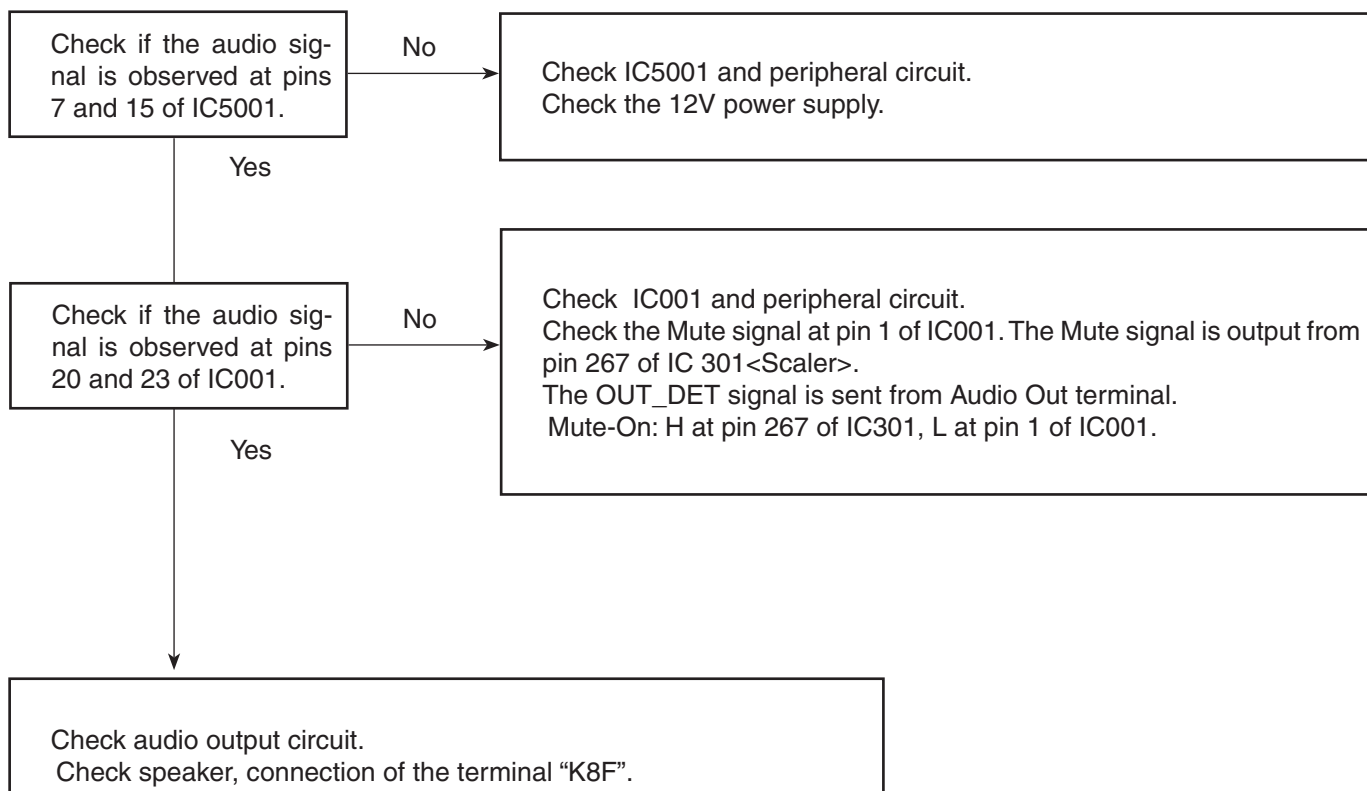 Check if the audio sig-
nal is observed at pins
7 and 15 of IC5001.
No
Check IC5001 and peripheral circuit.
Check the 12V power supply.
Yes
Check if the audio sig-
nal is observed at pins
20 and 23 of IC001.
No
Check  IC001 and peripheral circuit.
Check the Mute signal at pin 1 of IC001. The Mute signal is output from
pin 267 of IC 301<Scaler>.
The OUT_DET signal is sent from Audio Out terminal.
Mute-On: H at pin 267 of IC301, L at pin 1 of IC001.
Yes
Check audio output circuit.
Check speaker, connection of the terminal “K8F”.